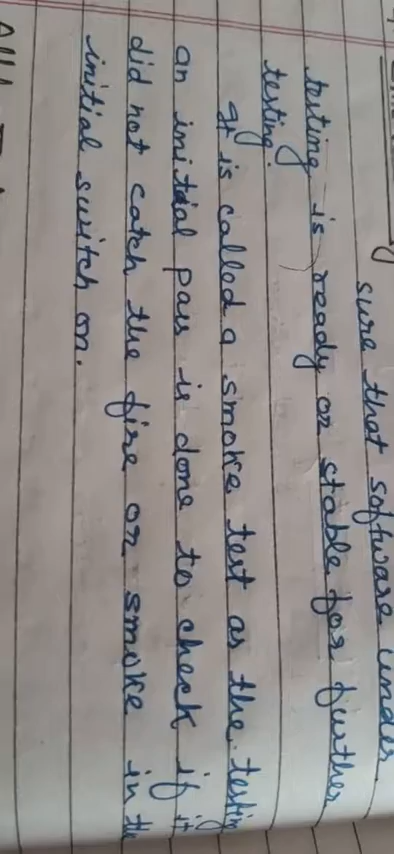 sure that software under
testing is ready or stable for further
testing.
It is called a smoke test as the testing
an initial pass is done to check if it
did not catch the fire or smoke in the
initial switch on.